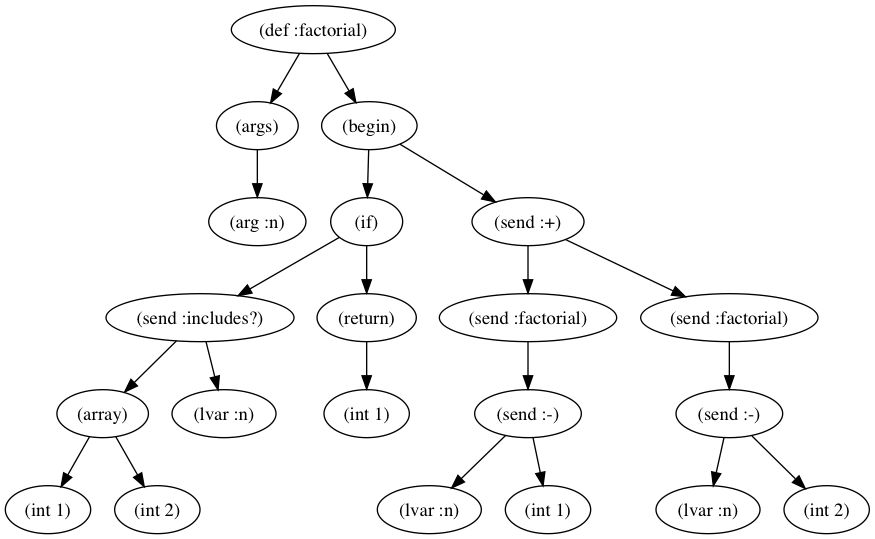 (def :factorial)
(args)
(begin)
(arg :n)
(if)
(send :+)
(send :includes?)
(return)
(send :factorial)
(send :factorial)
(array)
(lvar :n)
(int 1)
(send :-)
(send :-)
(int 1)
(int 2)
(lvar :n)
(int 1)
(lvar :n)
(int 2)